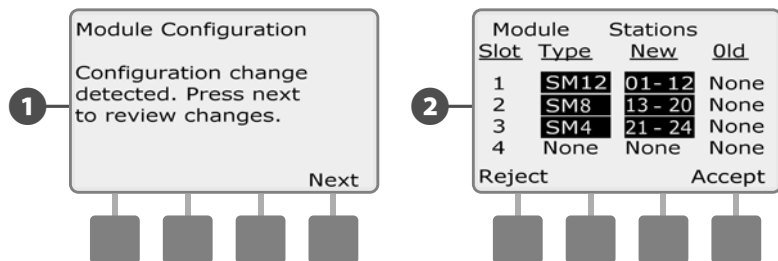 1
Module Configuration
Configuration change
detected. Press next
to review changes.
Next
2
Module Stations
Slot Type New Old
1 SM12 01-12 None
2 SM8 13-20 None
3 SM4 21-24 None
4 None None None
Reject Accept